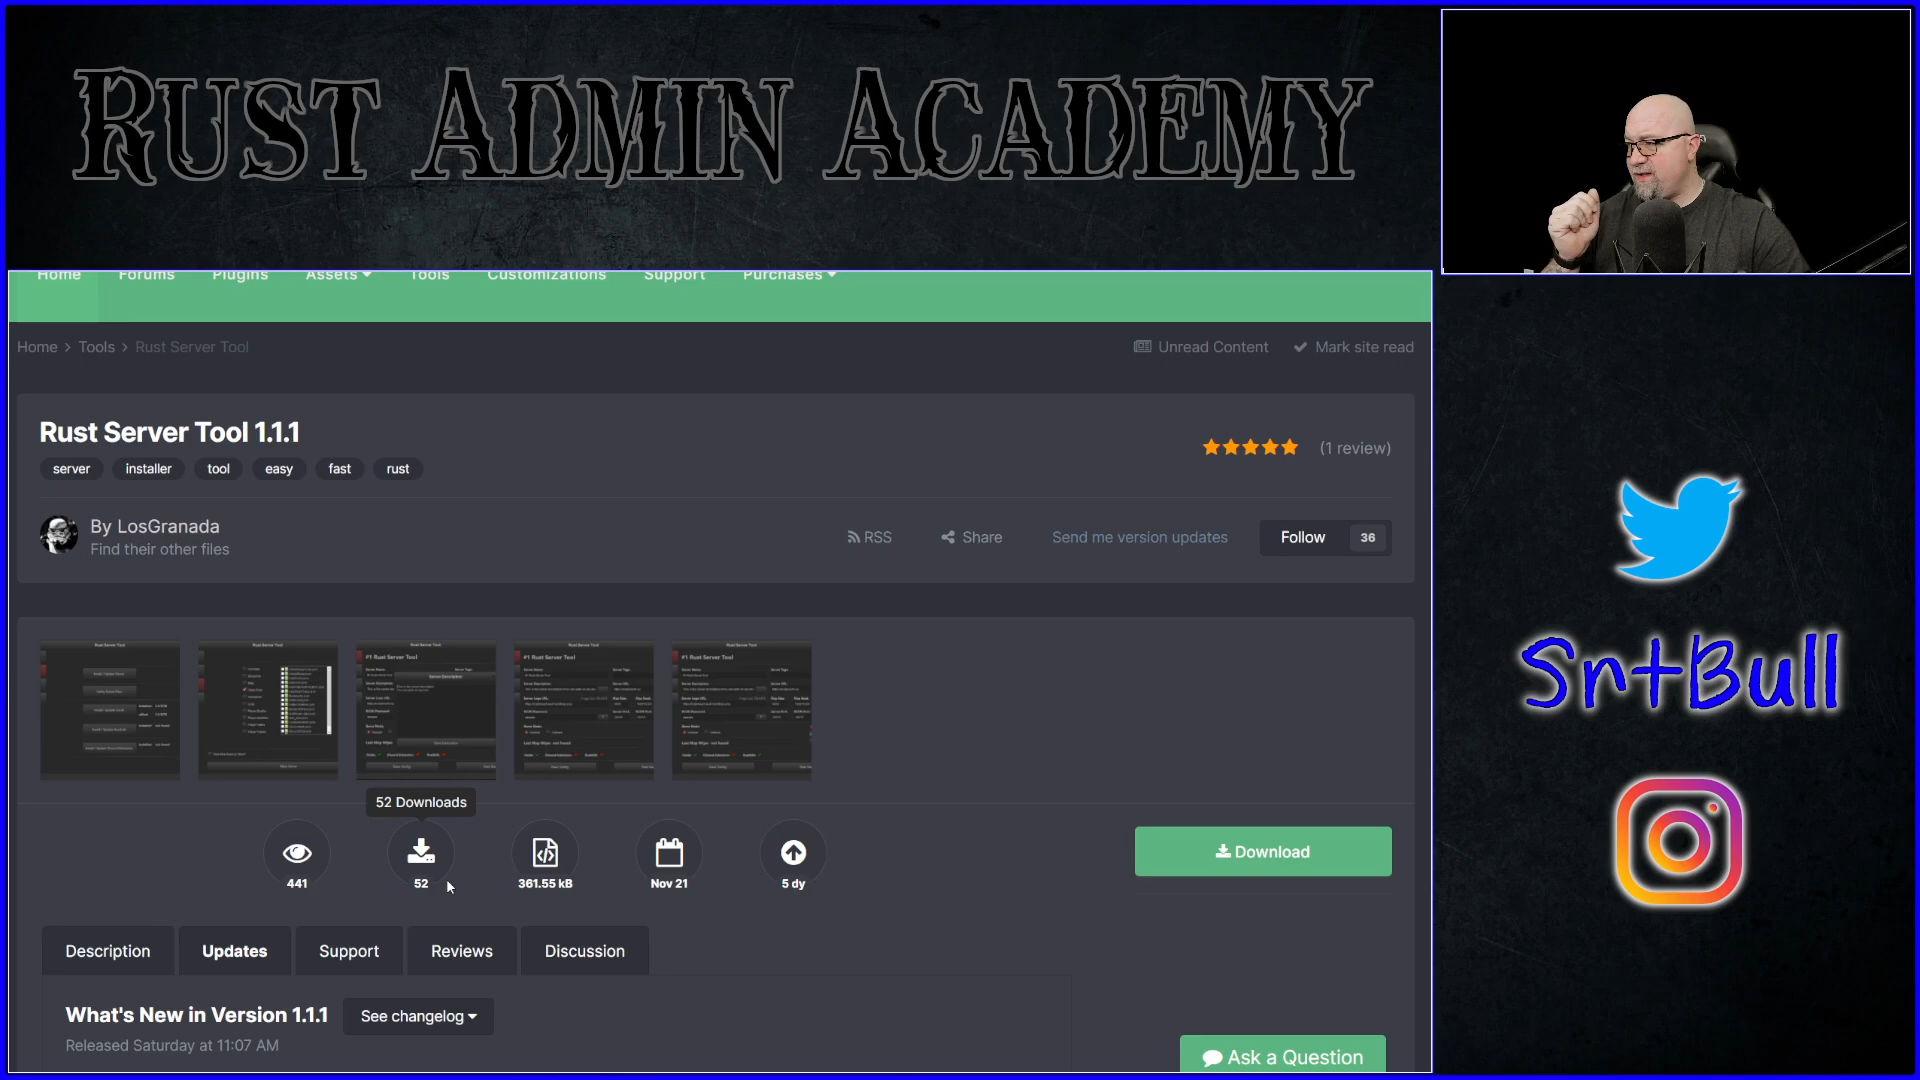 Rust Admin Academy
Home Forums Plugins Assets Tools Customizations Support Purchases
Home > Tools > Rust Server Tool
Unread Content Mark site read
Rust Server Tool 1.1.1
(1 review)
server installer tool easy fast rust
By LosGranada
Find their other files
RSS Share Send me version updates Follow 36
SntBull
52 Downloads
441 52 361.55 kB Nov 21 5 dy
Download
Description Updates Support Reviews Discussion
What's New in Version 1.1.1 See changelog
Released Saturday at 11:07 AM
Ask a Question